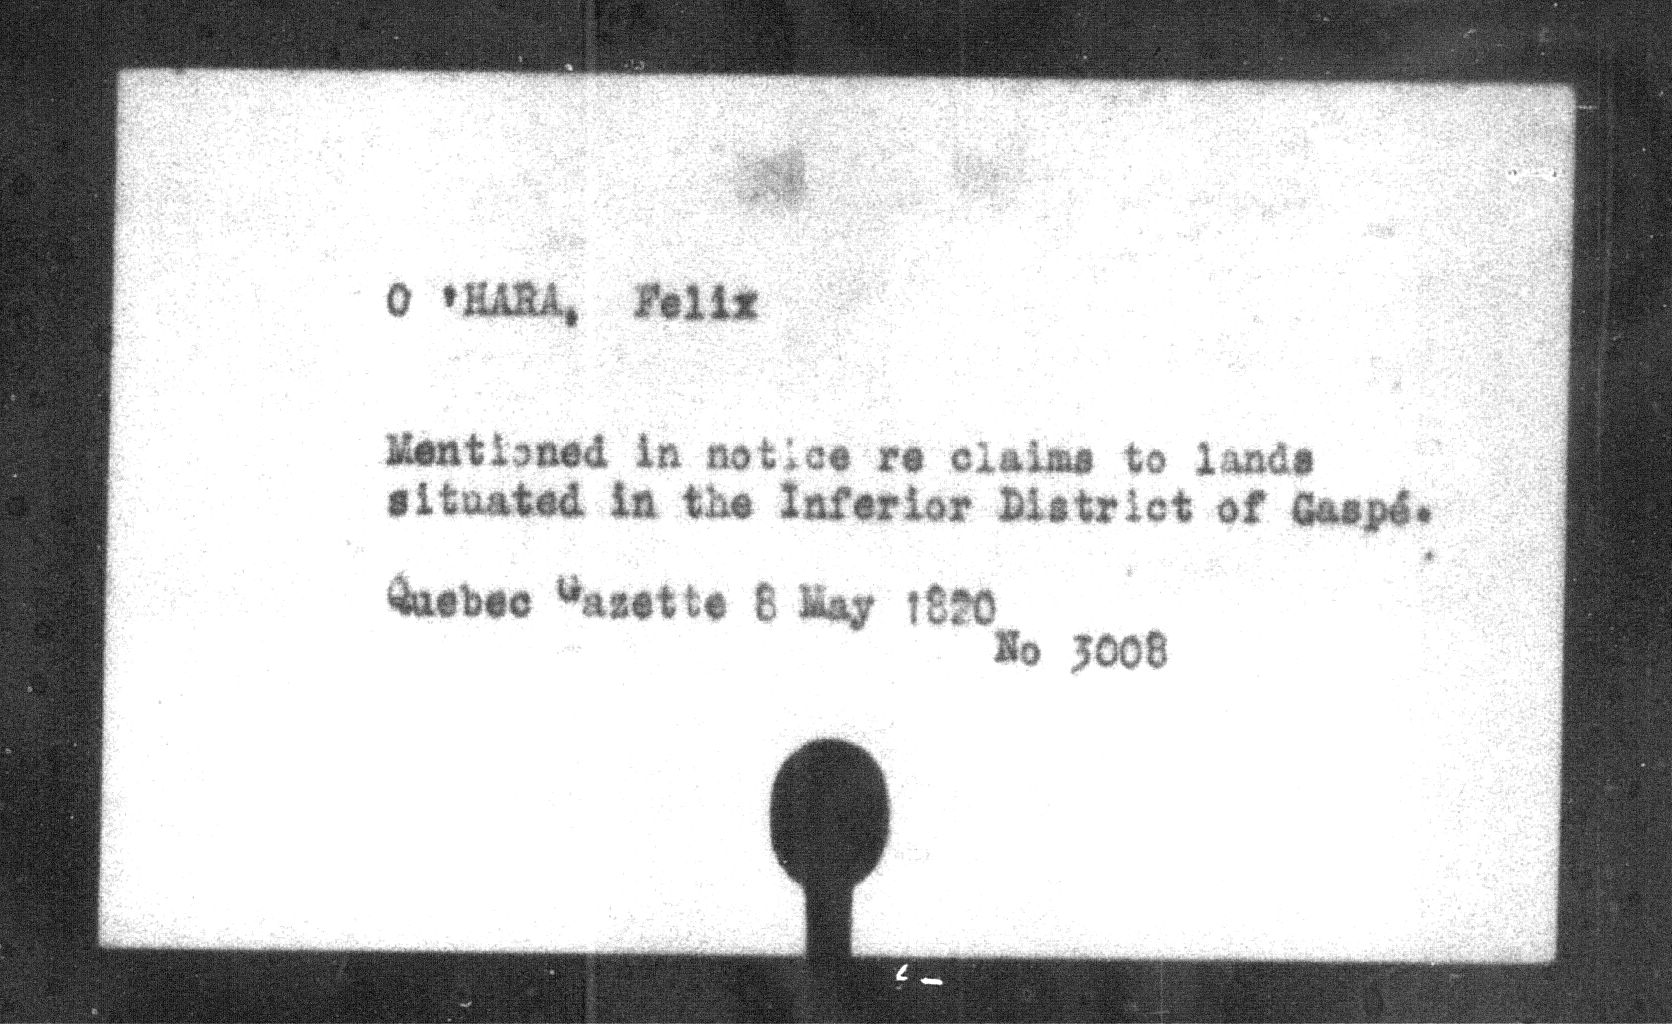 O 'HARA, Felix
Mentioned in notice re claims to lands
situated in the Inferior District of Gaspé.
Quebec Gazette 8 May 1820
No 3008